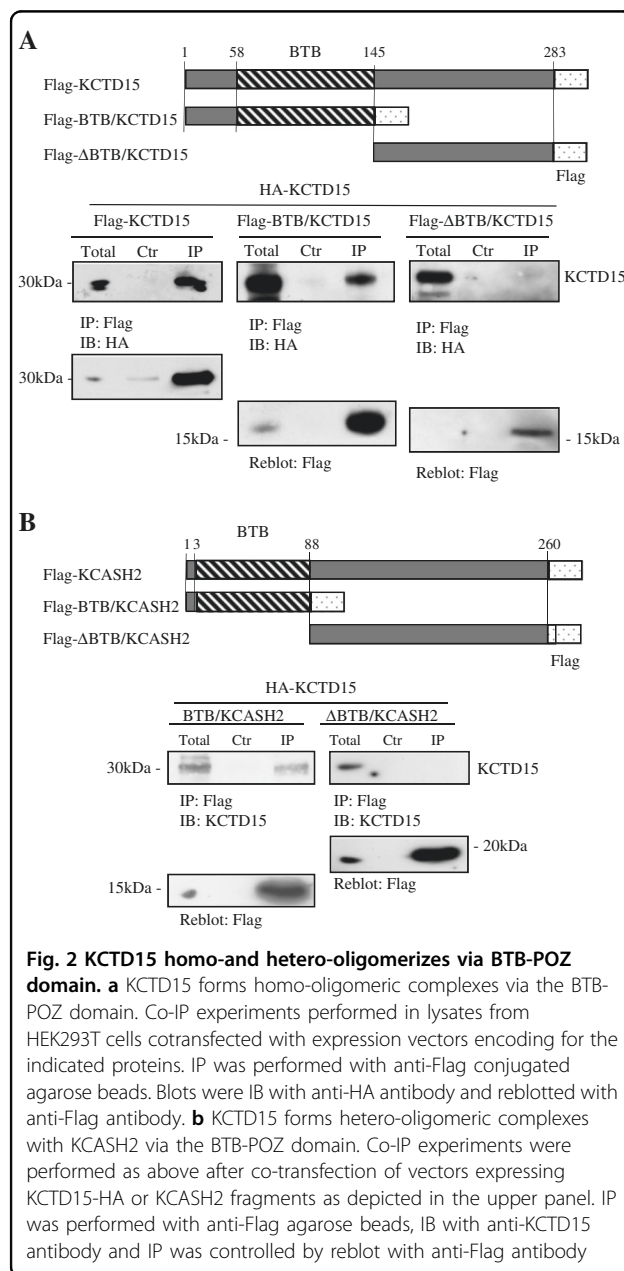 A
1 58 BTB 145 283
Flag-KCTD15
Flag-BTB/KCTD15
Flag-ΔBTB/KCTD15
Flag
HA-KCTD15
Flag-KCTD15 Flag-BTB/KCTD15 Flag-ΔBTB/KCTD15
Total Ctr IP Total Ctr IP Total Ctr IP
30kDa - KCTD15
IP: Flag IP: Flag IP: Flag
IB: HA IB: HA IB: HA
30kDa -
15kDa - - 15kDa
Reblot: Flag Reblot: Flag
B
BTB
1 3 88 260
Flag-KCASH2
Flag-BTB/KCASH2
Flag-ΔBTB/KCASH2
Flag
HA-KCTD15
BTB/KCASH2 ΔBTB/KCASH2
Total Ctr IP Total Ctr IP
30kDa - KCTD15
IP: Flag IP: Flag
IB: KCTD15 IB: KCTD15
- 20kDa
15kDa - Reblot: Flag
Reblot: Flag
Fig. 2 KCTD15 homo-and hetero-oligomerizes via BTB-POZ
domain. a KCTD15 forms homo-oligomeric complexes via the BTB-
POZ domain. Co-IP experiments performed in lysates from
HEK293T cells cotransfected with expression vectors encoding for the
indicated proteins. IP was performed with anti-Flag conjugated
agarose beads. Blots were IB with anti-HA antibody and reblotted with
anti-Flag antibody. b KCTD15 forms hetero-oligomeric complexes
with KCASH2 via the BTB-POZ domain. Co-IP experiments were
performed as above after co-transfection of vectors expressing
KCTD15-HA or KCASH2 fragments as depicted in the upper panel. IP
was performed with anti-Flag agarose beads, IB with anti-KCTD15
antibody and IP was controlled by reblot with anti-Flag antibody